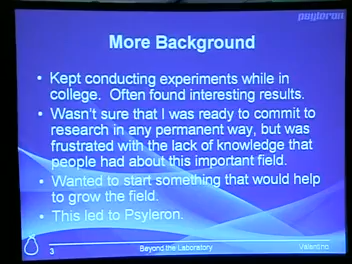 psyleron
More Background
• Kept conducting experiments while in
college. Often found interesting results.
• Wasn't sure that I was ready to commit to
research in any permanent way, but was
frustrated with the lack of knowledge that
people had about this important field.
• Wanted to start something that would help
to grow the field.
• This led to Psyleron.
3 Beyond the Laboratory Valentino